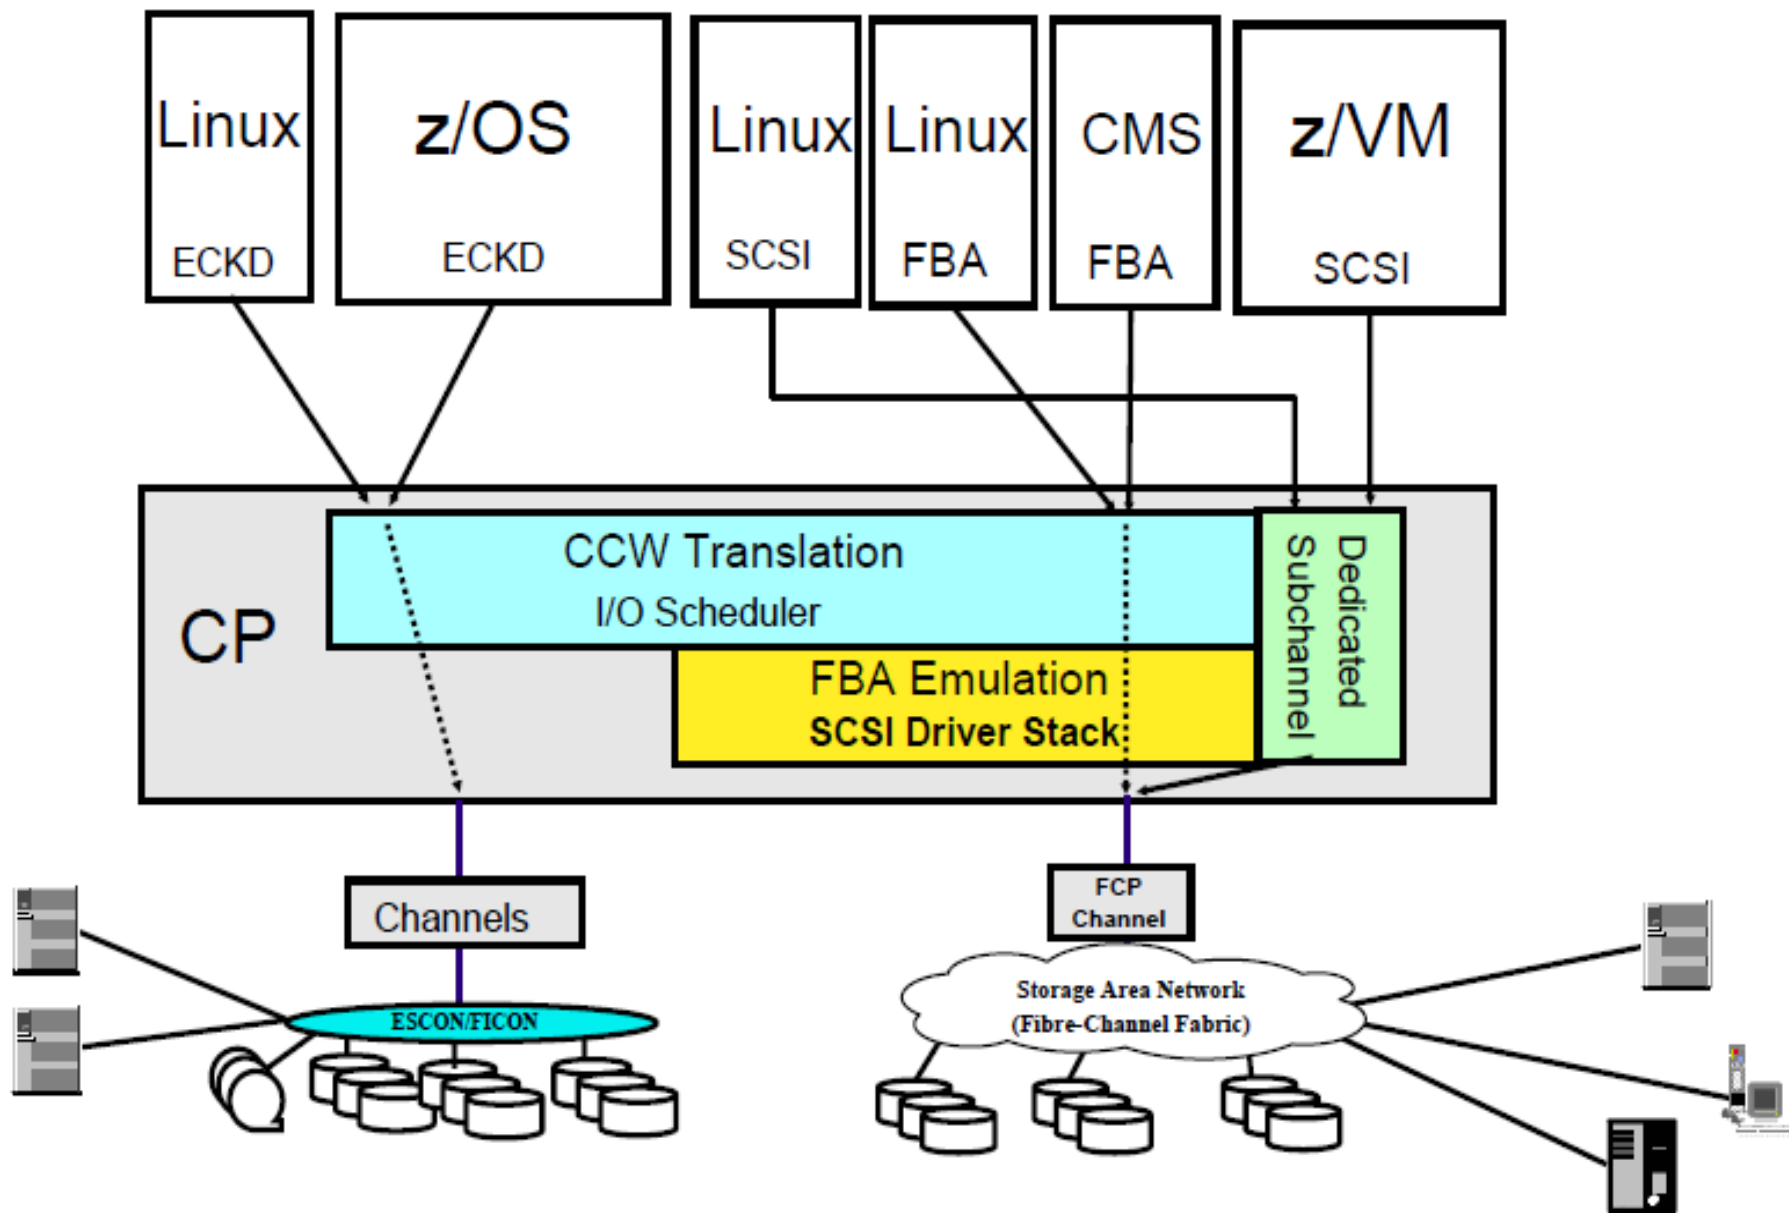 Linux
ECKD
z/OS
ECKD
Linux
SCSI
Linux
FBA
CMS
FBA
z/VM
SCSI
CP
CCW Translation
I/O Scheduler
FBA Emulation
SCSI Driver Stack
Dedicated
Subchannel
Channels
FCP
Channel
ESCON/FICON
Storage Area Network
(Fibre-Channel Fabric)